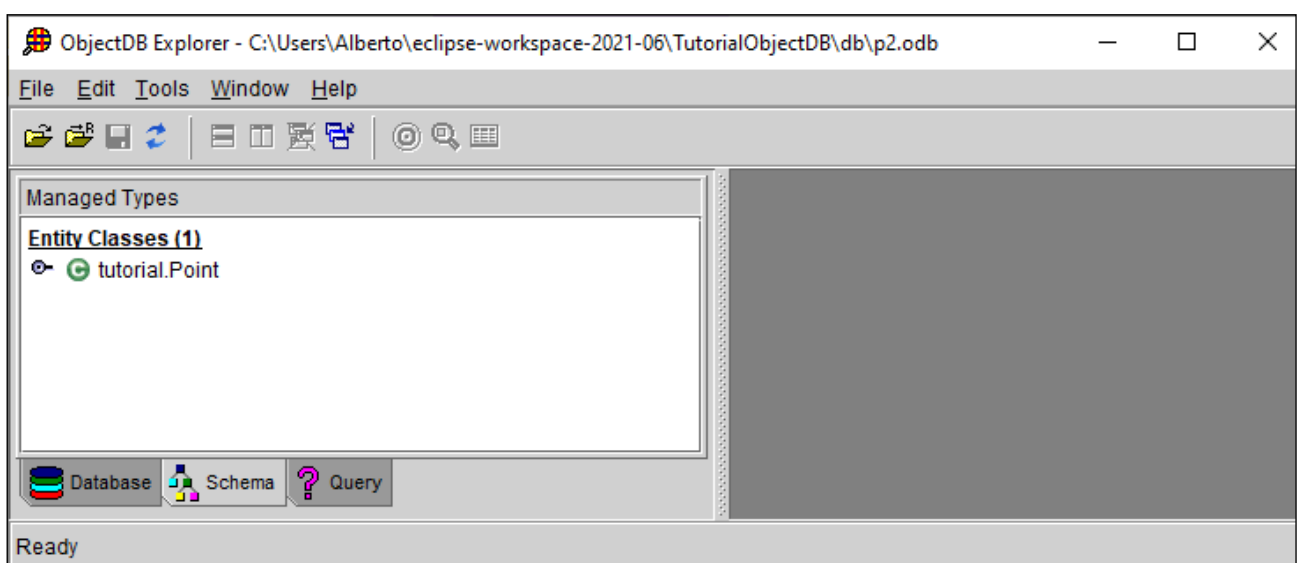 ObjectDB Explorer - C:\Users\Alberto\eclipse-workspace-2021-06\TutorialObjectDB\db\p2.odb
File Edit Tools Window Help
Managed Types
Entity Classes (1)
tutorial.Point
Database Schema Query
Ready